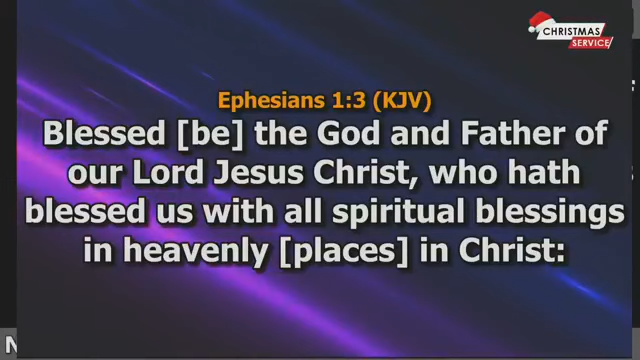 CHRISTMAS
SERVICE
Ephesians 1:3 (KJV)
Blessed [be] the God and Father of
our Lord Jesus Christ, who hath
blessed us with all spiritual blessings
in heavenly [places] in Christ: